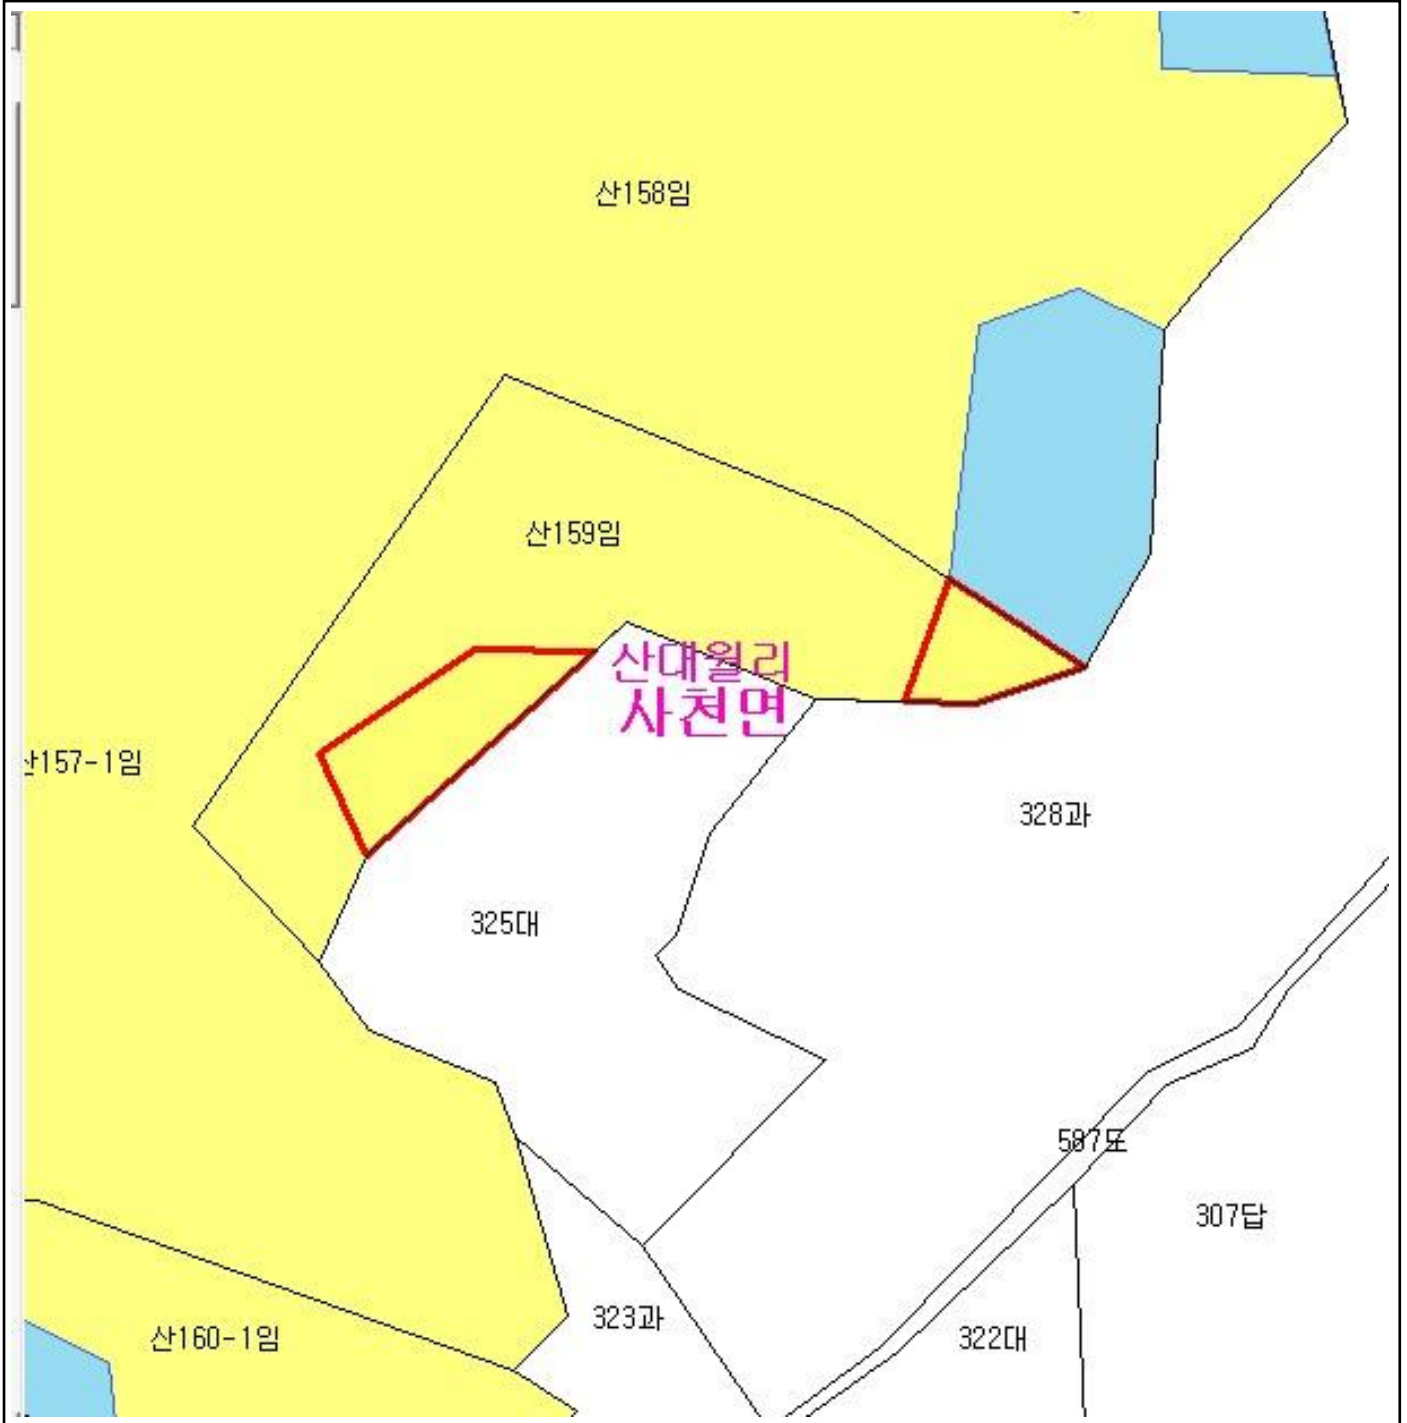 산158임
산159임
산대월리
사천면
산157-1임
328과
325대
587도
307답
323과
산160-1임
322대